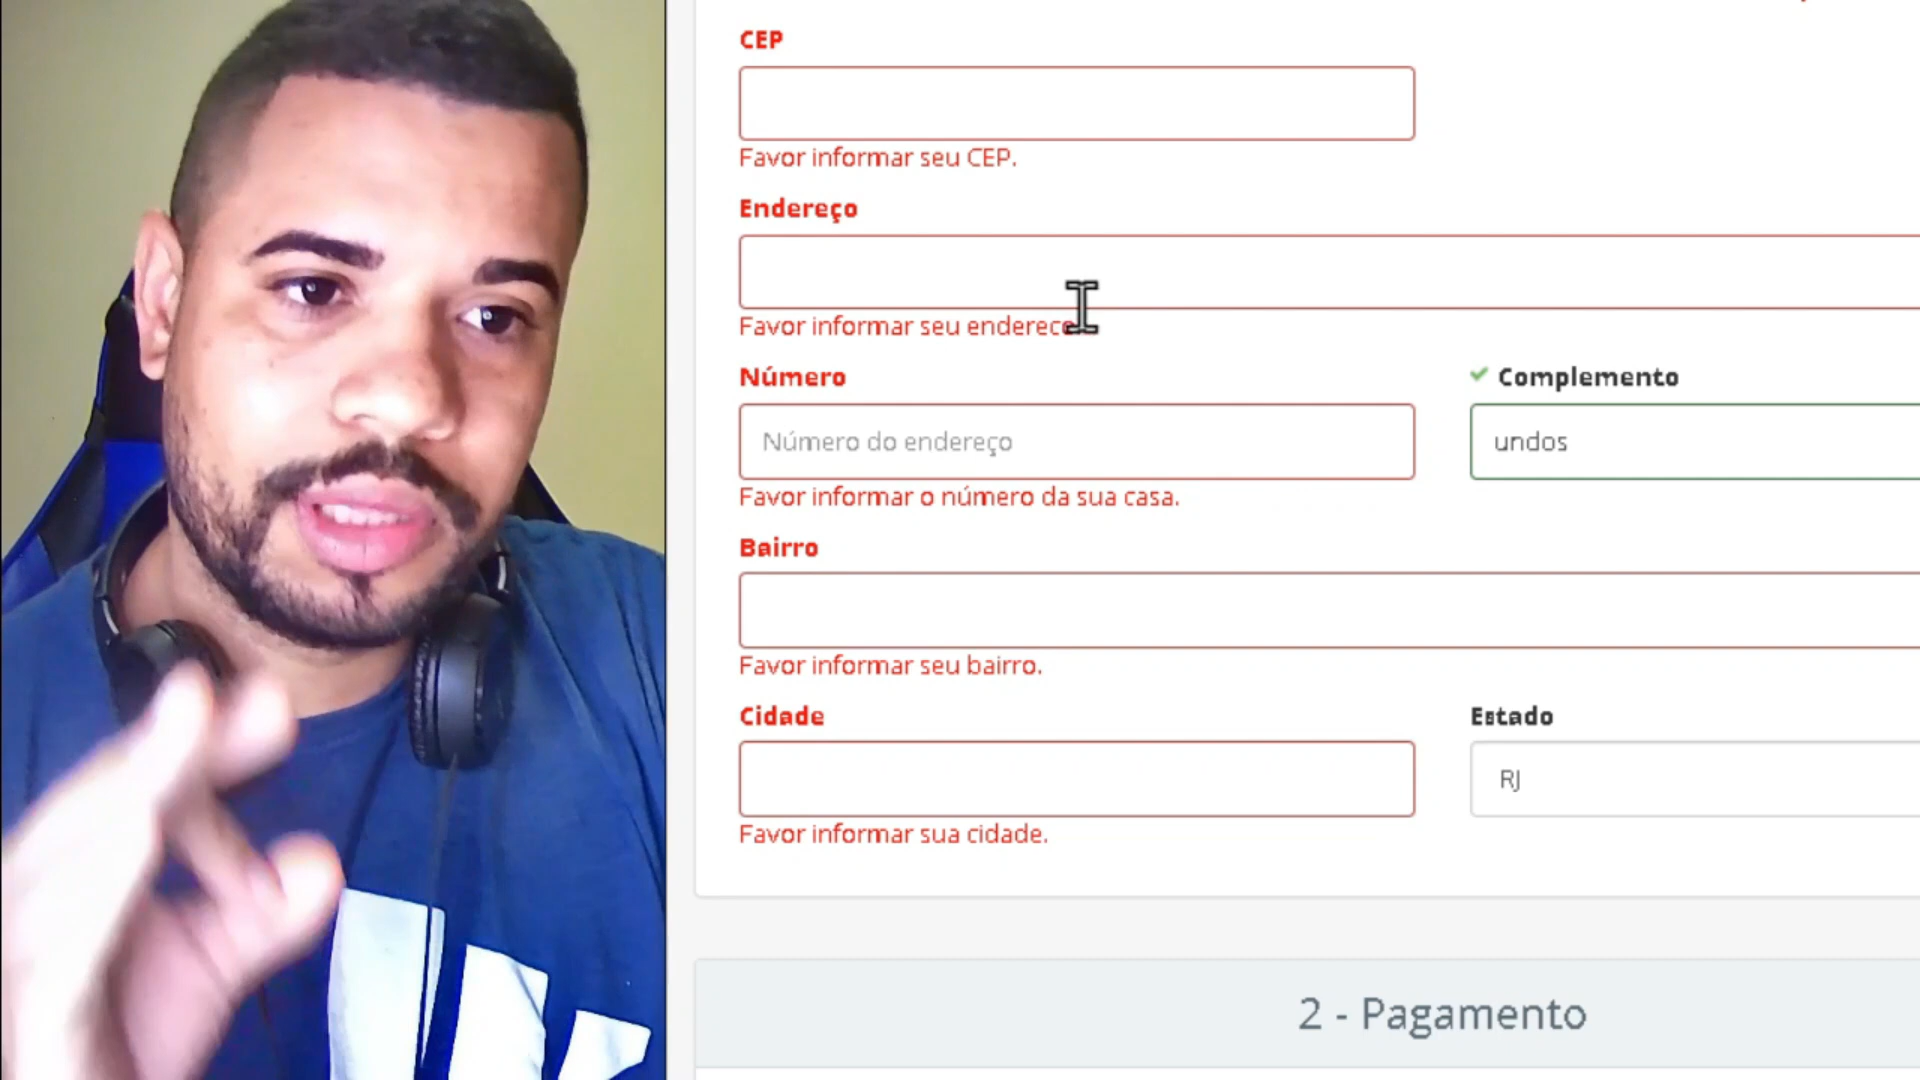 CEP
Favor informar seu CEP.
Endereço
Favor informar seu endereço
Número
✓ Complemento
Número do endereço
undos
Favor informar o número da sua casa.
Bairro
Favor informar seu bairro.
Cidade
Estado
RJ
Favor informar sua cidade.
2 - Pagamento